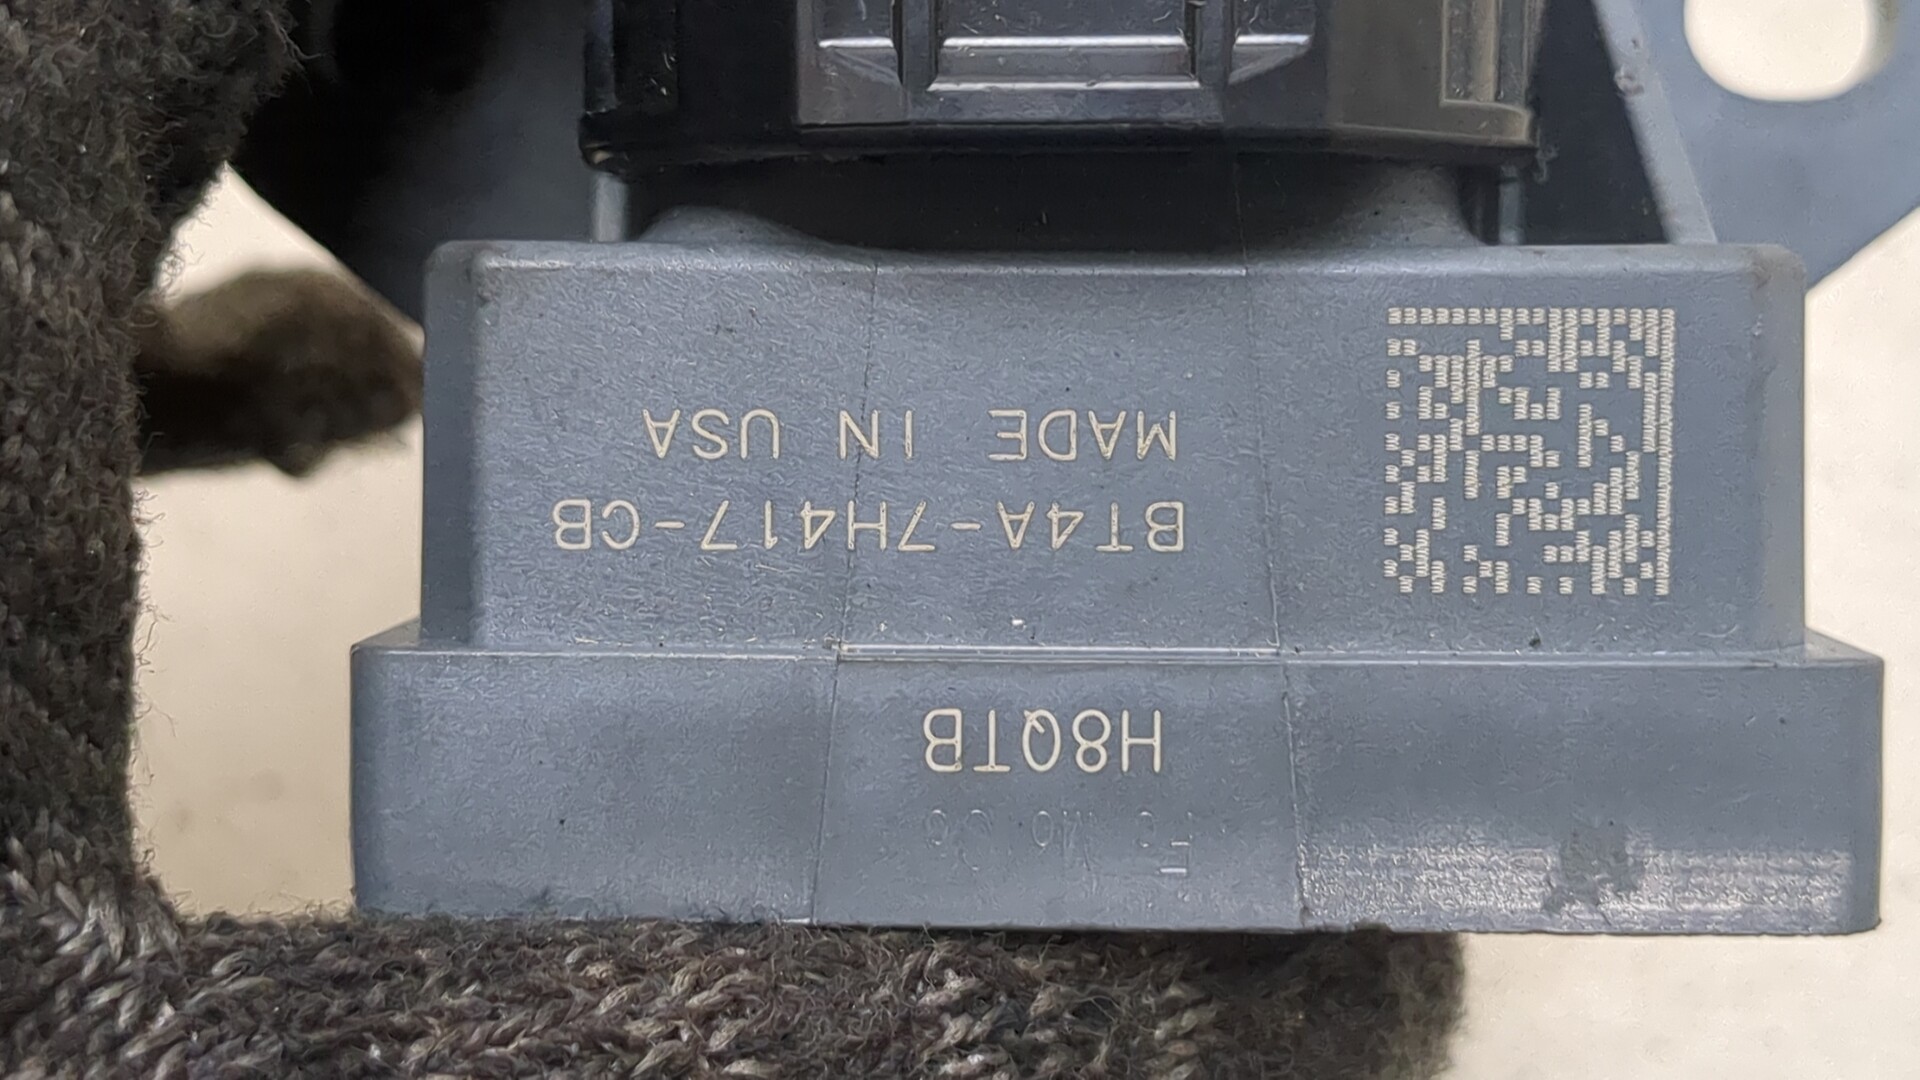 H8QTB
BT4A-7H417-CB
MADE IN USA